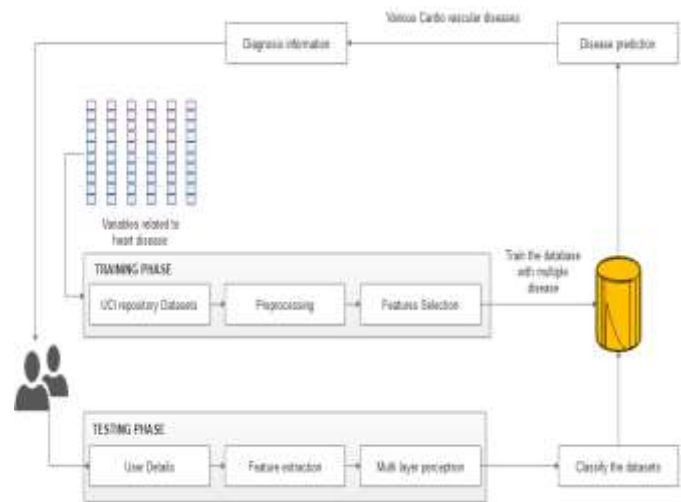 Various Cardio vascular diseases
Diagnosis information
Disease prediction
Variables related to
heart disease
Train the database
with multiple
disease
TRAINING PHASE
UCI repository Datasets
Preprocessing
Features Selection
TESTING PHASE
User Details
Feature extraction
Multi layer perception
Classify the datasets